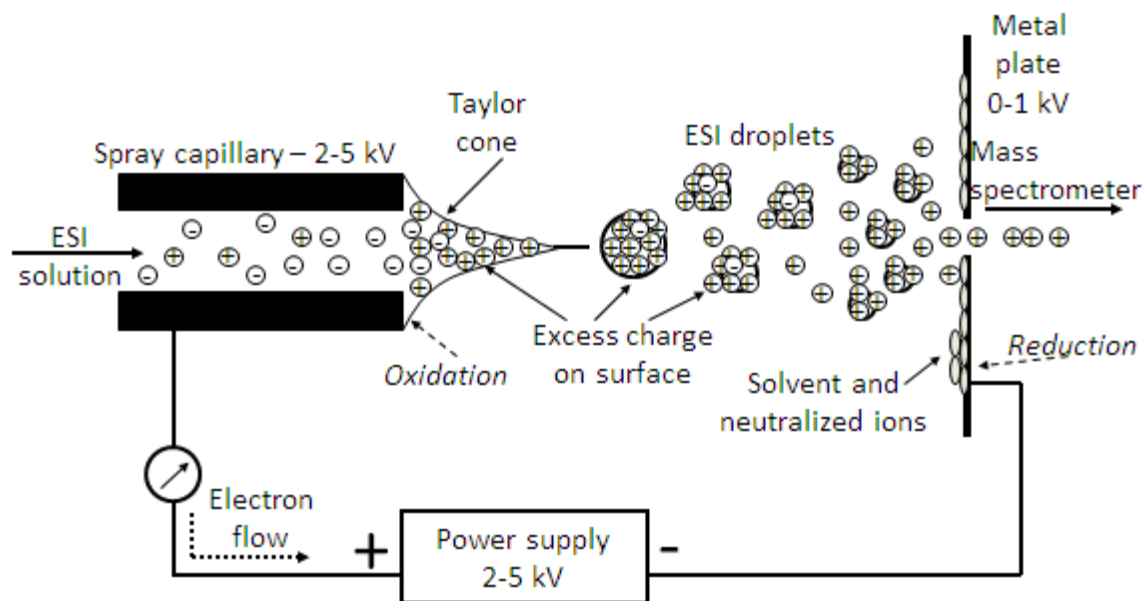 Metal
plate
0-1 kV
Taylor
cone
ESI droplets
Spray capillary – 2-5 kV
Mass
spectrometer
ESI
solution
Oxidation
Excess charge
on surface
Reduction
Solvent and
neutralized ions
Electron
flow
+
Power supply
2-5 kV
-